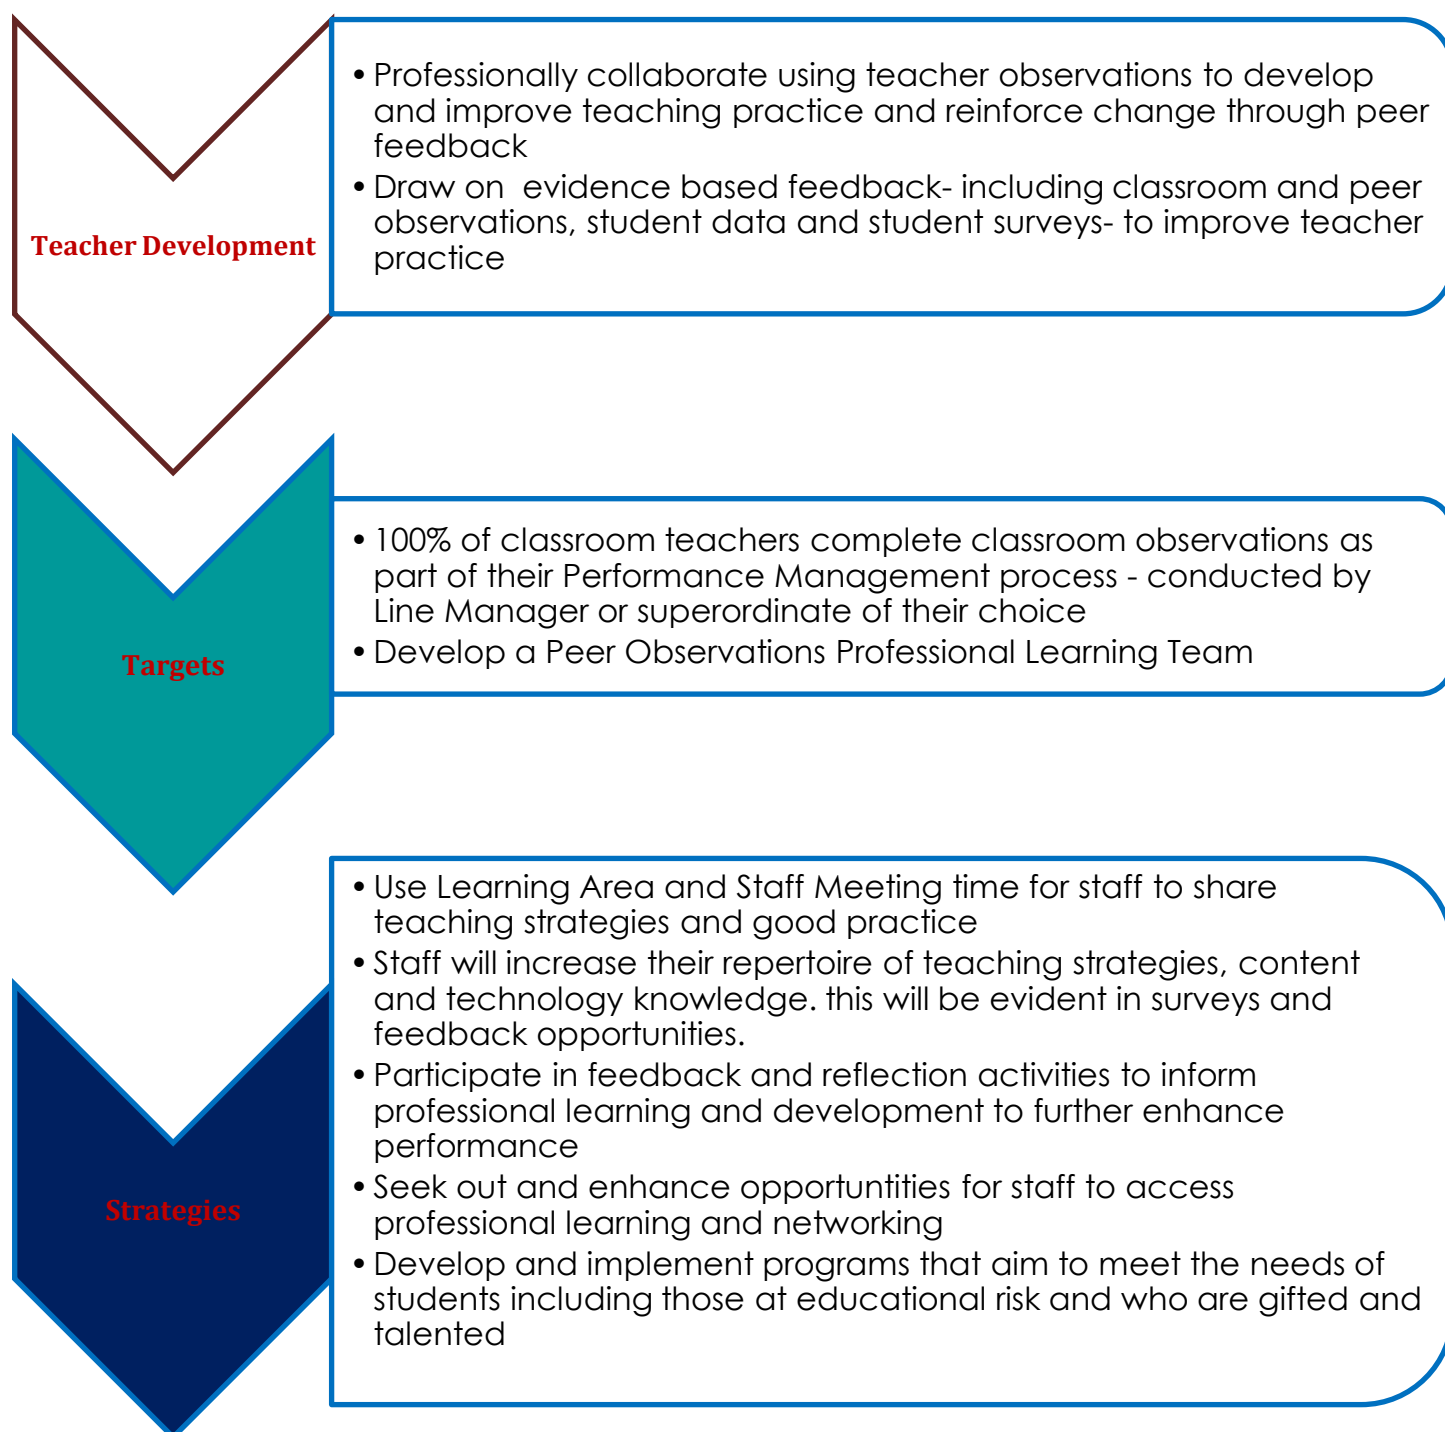 Teacher Development
• Professionally collaborate using teacher observations to develop
and improve teaching practice and reinforce change through peer
feedback
• Draw on  evidence based feedback- including classroom and peer
observations, student data and student surveys- to improve teacher
practice
Targets
• 100% of classroom teachers complete classroom observations as
part of their Performance Management process - conducted by
Line Manager or superordinate of their choice
• Develop a Peer Observations Professional Learning Team
Strategies
• Use Learning Area and Staff Meeting time for staff to share
teaching strategies and good practice
• Staff will increase their repertoire of teaching strategies, content
and technology knowledge. this will be evident in surveys and
feedback opportunities.
• Participate in feedback and reflection activities to inform
professional learning and development to further enhance
performance
• Seek out and enhance opportuntities for staff to access
professional learning and networking
• Develop and implement programs that aim to meet the needs of
students including those at educational risk and who are gifted and
talented